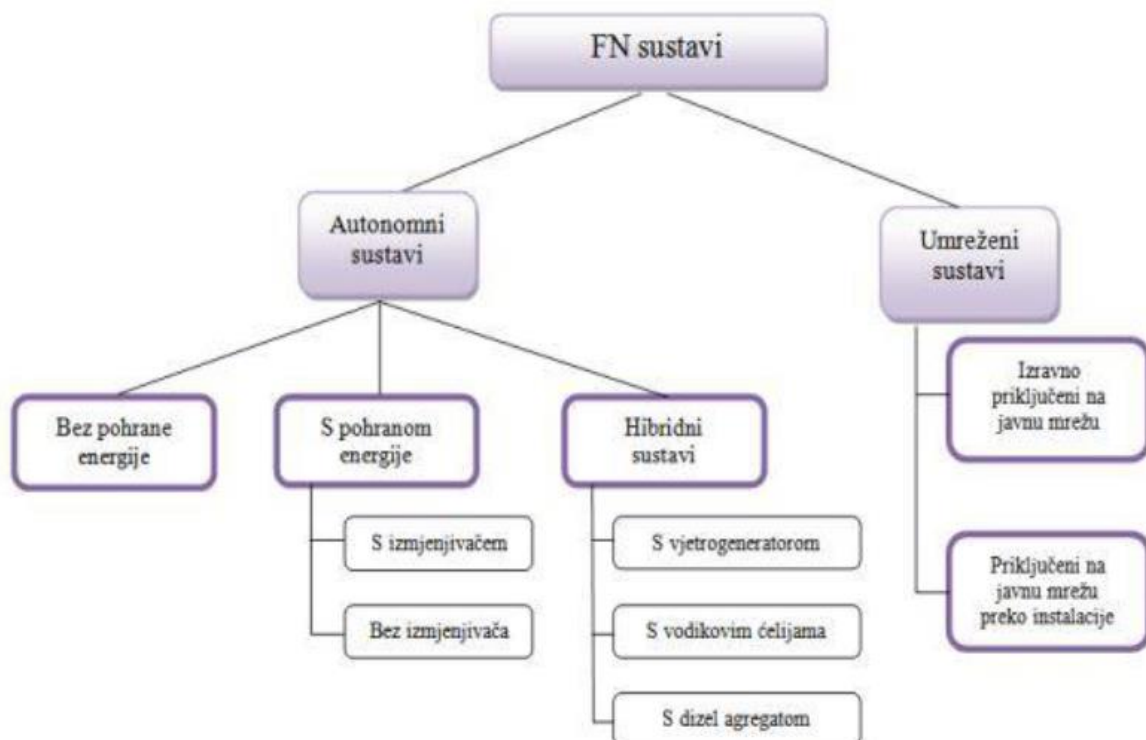 FN sustavi
Autonomni
sustavi
Umreženi
sustavi
Bez pohrane
energije
S pohranom
energije
Hibridni
sustavi
Izravno
priključeni na
javnu mrežu
S izmjenjivačem
S vjetrogeneratorom
Priključeni na
javnu mrežu
preko instalacije
Bez izmjenjivača
S vodikovim ćelijama
S dizel agregatom